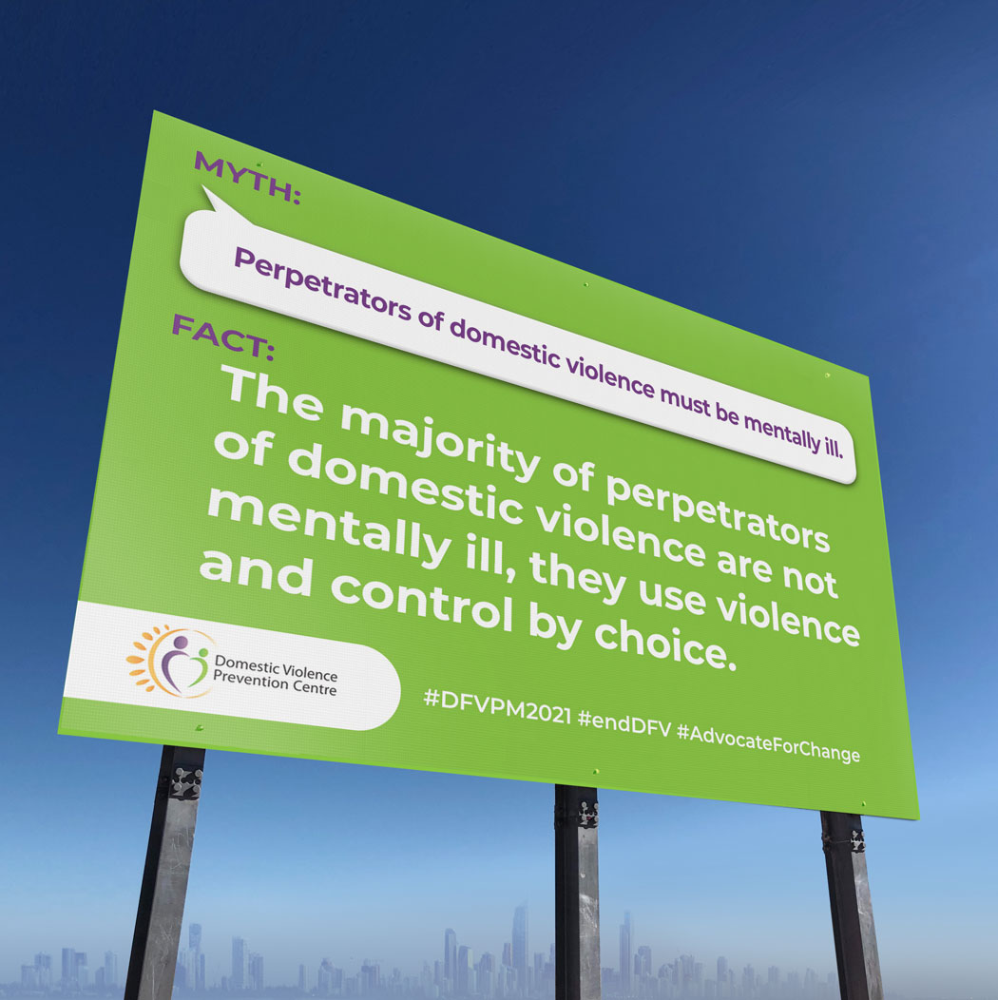 MYTH:
Perpetrators of domestic violence must be mentally ill.
FACT:
The majority of perpetrators
of domestic violence are not
mentally ill, they use violence
and control by choice.
Domestic Violence
Prevention Centre
#DFVPM2021 #endDFV #AdvocateForChange